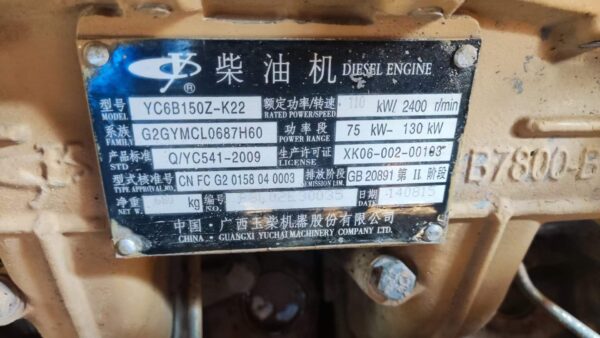 柴油机 DIESEL ENGINE
型号 MODEL YC6B150Z-K22 额定功率/转速 RATED POWER/SPEED 110 kW/ 2400 r/min
系族 FAMILY G2GYMCL0687H60 功率段 POWER RANGE 75 kW- 130 kW
产品标准 STD Q/YC541-2009 生产许可证 LICENSE XK06-002-00103
型式核准号 TYPE APPROVAL NO. CN FC G2 0158 04 0003 排放阶段 EMISSION LIM. GB 20891 第 II 阶段
净重 NET W. kg 编号 NO. 日期 DATE 140815
中国·广西玉柴机器股份有限公司
CHINA · GUANGXI YUCHAI MACHINERY COMPANY LTD.
B7800-B